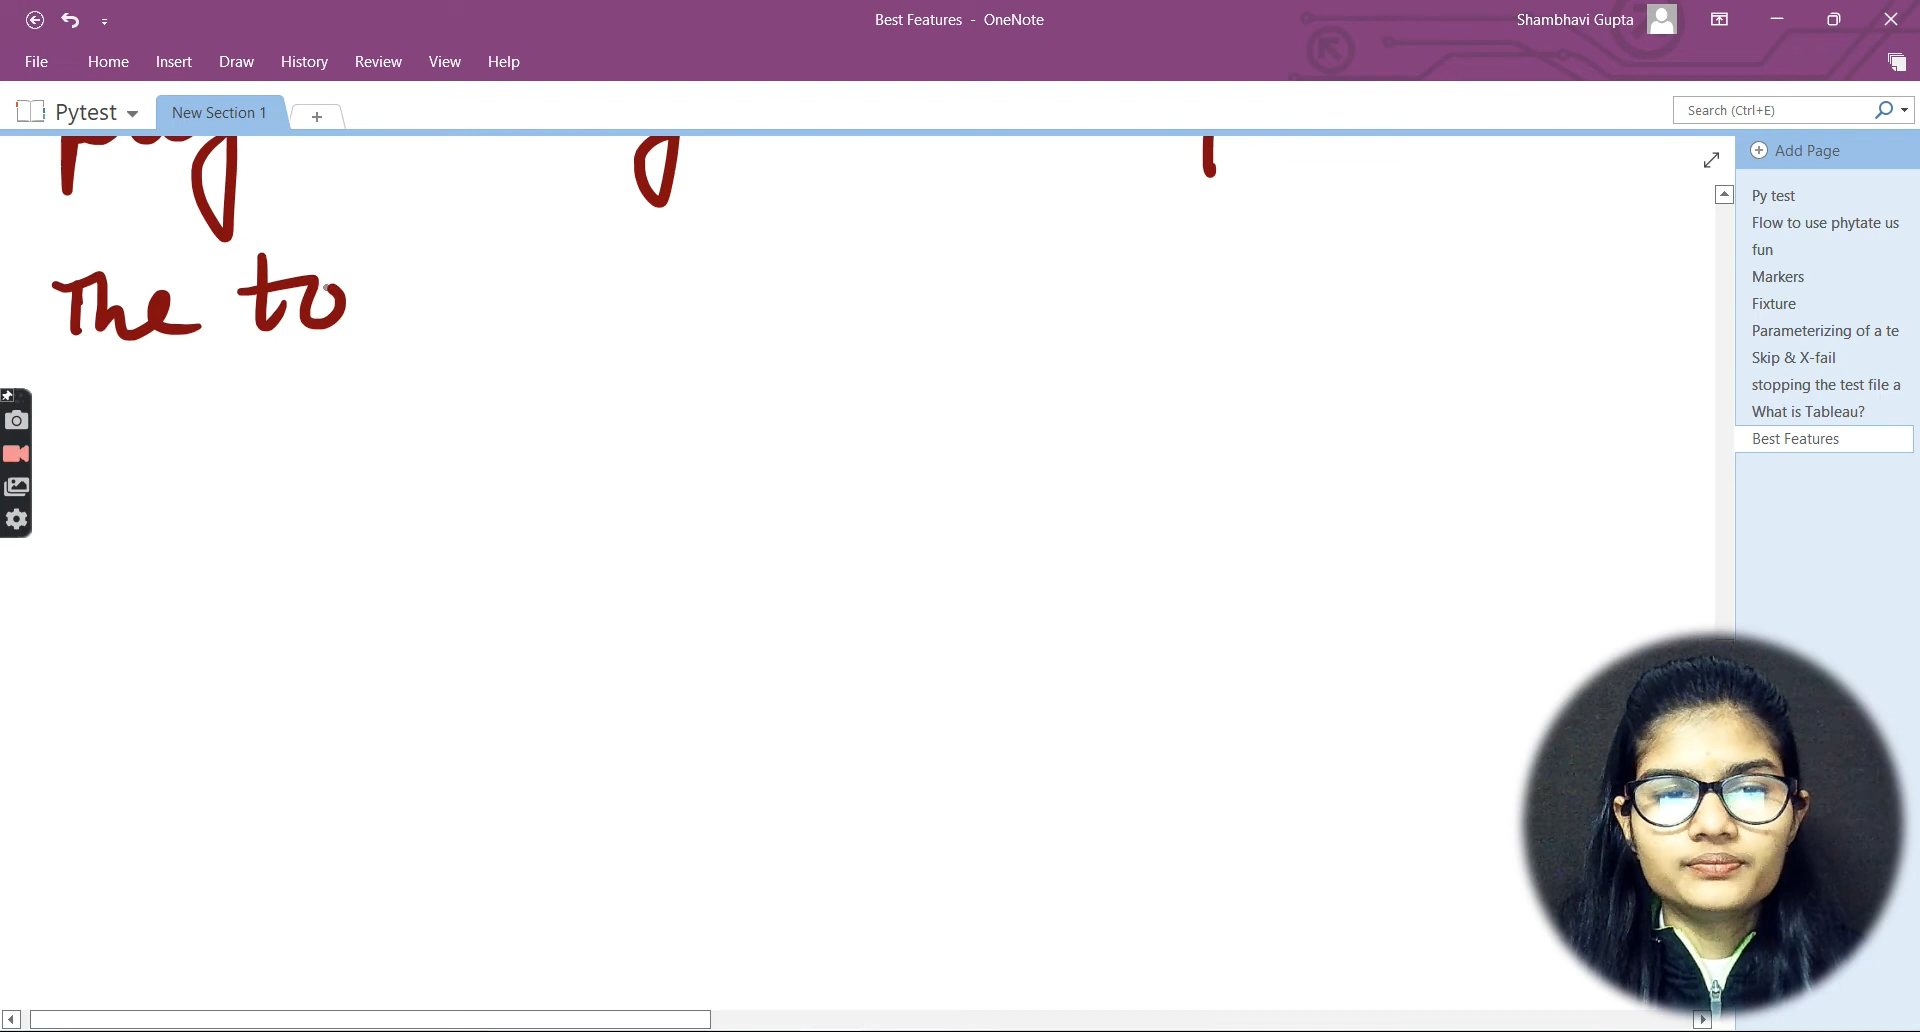 Best Features - OneNote
Shambhavi Gupta
File Home Insert Draw History Review View Help
Pytest
New Section 1
+
Search (Ctrl+E)
Add Page
Py test
Flow to use phytate us
fun
Markers
Fixture
Parameterizing of a te
Skip & X-fail
stopping the test file a
What is Tableau?
Best Features
The to